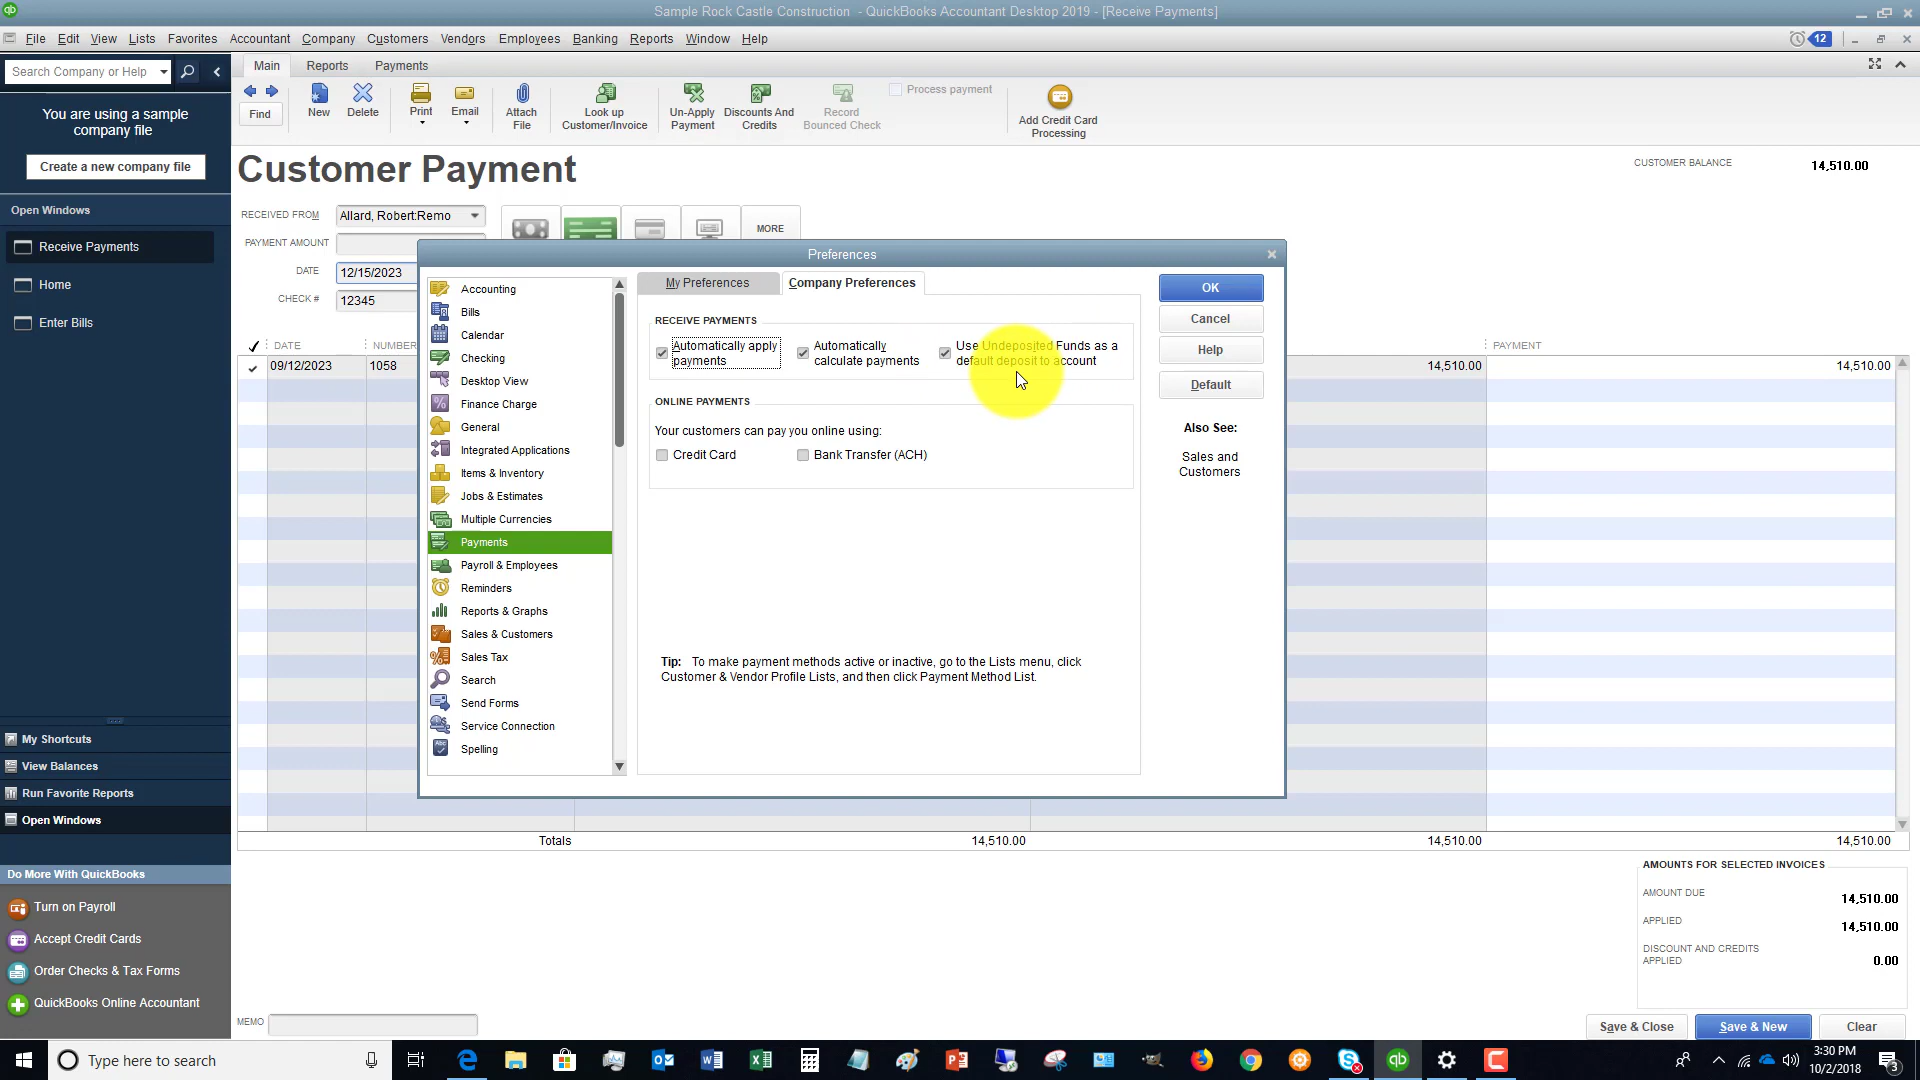 Sample Rock Castle Construction - QuickBooks Accountant Desktop 2019 - [Receive Payments]
File Edit View Lists Favorites Accountant Company Customers Vendors Employees Banking Reports Window Help
12
Search Company or Help
Main Reports Payments
Find
New
Delete
Print
Email
Attach
File
Look up
Customer/Invoice
Un-Apply
Payment
Discounts And
Credits
Record
Bounced Check
Process payment
Add Credit Card
Processing
You are using a sample
company file
Create a new company file
Open Windows
Receive Payments
Home
Enter Bills
Customer Payment
CUSTOMER BALANCE 14,510.00
RECEIVED FROM Allard, Robert:Remo
PAYMENT AMOUNT
DATE 12/15/2023
CHECK # 12345
MORE
DATE NUMBER PAYMENT
09/12/2023 1058 14,510.00 14,510.00
Preferences
Accounting
Bills
Calendar
Checking
Desktop View
Finance Charge
General
Integrated Applications
Items & Inventory
Jobs & Estimates
Multiple Currencies
Payments
Payroll & Employees
Reminders
Reports & Graphs
Sales & Customers
Sales Tax
Search
Send Forms
Service Connection
Spelling
My Preferences Company Preferences
RECEIVE PAYMENTS
Automatically apply
payments
Automatically
calculate payments
Use Undeposited Funds as a
default deposit to account
ONLINE PAYMENTS
Your customers can pay you online using:
Credit Card Bank Transfer (ACH)
Tip: To make payment methods active or inactive, go to the Lists menu, click
Customer & Vendor Profile Lists, and then click Payment Method List.
OK
Cancel
Help
Default
Also See:
Sales and
Customers
Totals 14,510.00 14,510.00 14,510.00
AMOUNTS FOR SELECTED INVOICES
AMOUNT DUE 14,510.00
APPLIED 14,510.00
DISCOUNT AND CREDITS
APPLIED 0.00
MEMO
Save & Close Save & New Clear
My Shortcuts
View Balances
Run Favorite Reports
Open Windows
Do More With QuickBooks
Turn on Payroll
Accept Credit Cards
Order Checks & Tax Forms
QuickBooks Online Accountant
Type here to search
3:30 PM
10/2/2018
3